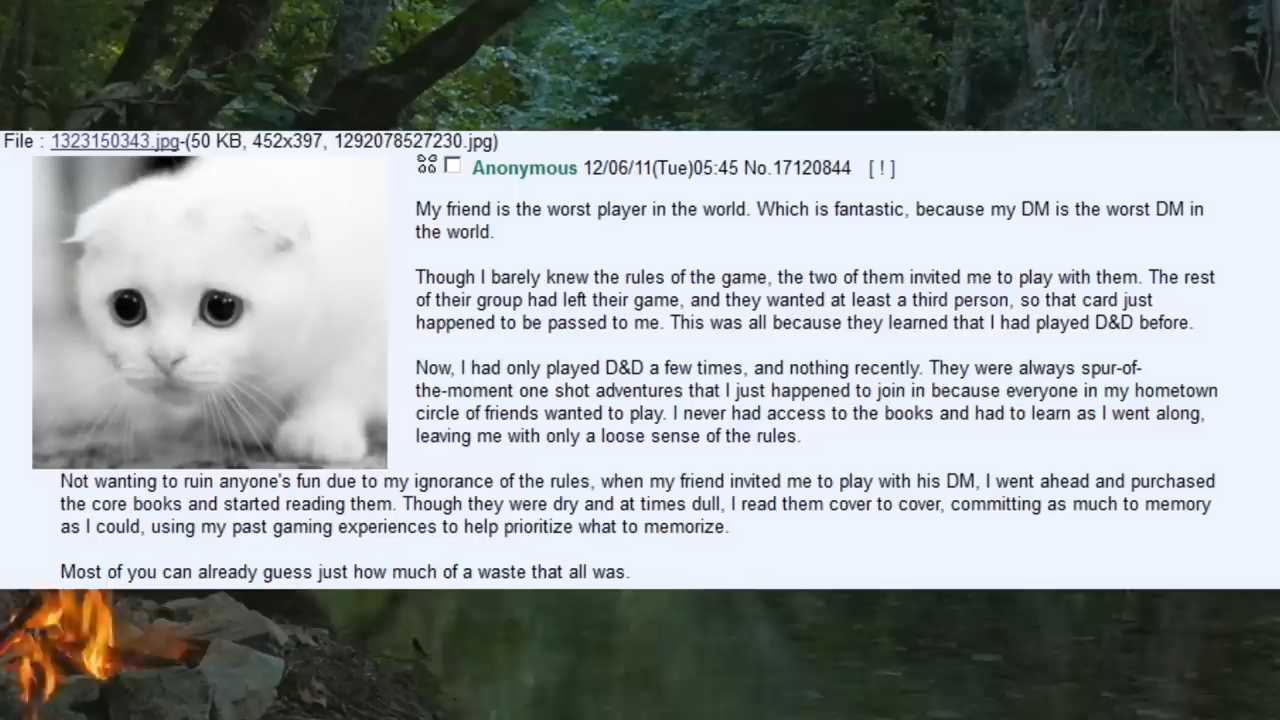 File : 1323150343.jpg-(50 KB, 452x397, 1292078527230.jpg)
Anonymous 12/06/11(Tue)05:45 No.17120844 [ ! ]
My friend is the worst player in the world. Which is fantastic, because my DM is the worst DM in
the world.
Though I barely knew the rules of the game, the two of them invited me to play with them. The rest
of their group had left their game, and they wanted at least a third person, so that card just
happened to be passed to me. This was all because they learned that I had played D&D before.
Now, I had only played D&D a few times, and nothing recently. They were always spur-of-
the-moment one shot adventures that I just happened to join in because everyone in my hometown
circle of friends wanted to play. I never had access to the books and had to learn as I went along,
leaving me with only a loose sense of the rules.
Not wanting to ruin anyone's fun due to my ignorance of the rules, when my friend invited me to play with his DM, I went ahead and purchased
the core books and started reading them. Though they were dry and at times dull, I read them cover to cover, committing as much to memory
as I could, using my past gaming experiences to help prioritize what to memorize.
Most of you can already guess just how much of a waste that all was.